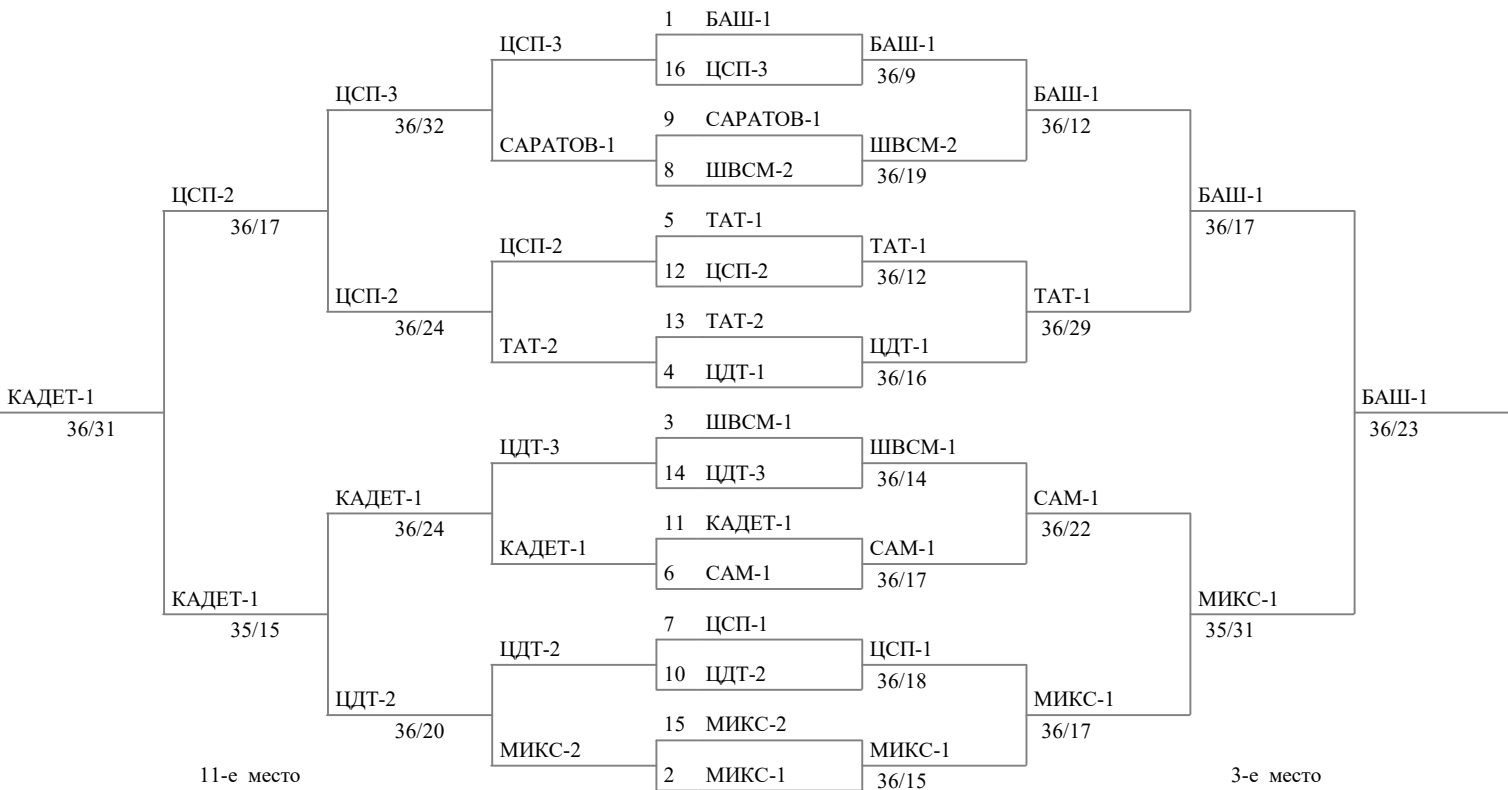 1 БАШ-1
ЦСП-3 БАШ-1
16 ЦСП-3 36/9
ЦСП-3 БАШ-1
36/32 9 САРАТОВ-1 36/12
САРАТОВ-1 ШВСМ-2
8 ШВСМ-2 36/19
ЦСП-2 БАШ-1
36/17 5 ТАТ-1 36/17
ЦСП-2 ТАТ-1
12 ЦСП-2 36/12
ЦСП-2 ТАТ-1
36/24 13 ТАТ-2 36/29
ТАТ-2 ЦДТ-1
4 ЦДТ-1 36/16
КАДЕТ-1 БАШ-1
36/31 3 ШВСМ-1 36/23
ЦДТ-3 ШВСМ-1
14 ЦДТ-3 36/14
КАДЕТ-1 САМ-1
36/24 11 КАДЕТ-1 36/22
КАДЕТ-1 САМ-1
6 САМ-1 36/17
КАДЕТ-1 МИКС-1
35/15 7 ЦСП-1 35/31
ЦДТ-2 ЦСП-1
10 ЦДТ-2 36/18
ЦДТ-2 МИКС-1
36/20 15 МИКС-2 36/17
МИКС-2 МИКС-1
11-е место 2 МИКС-1 36/15 3-е место